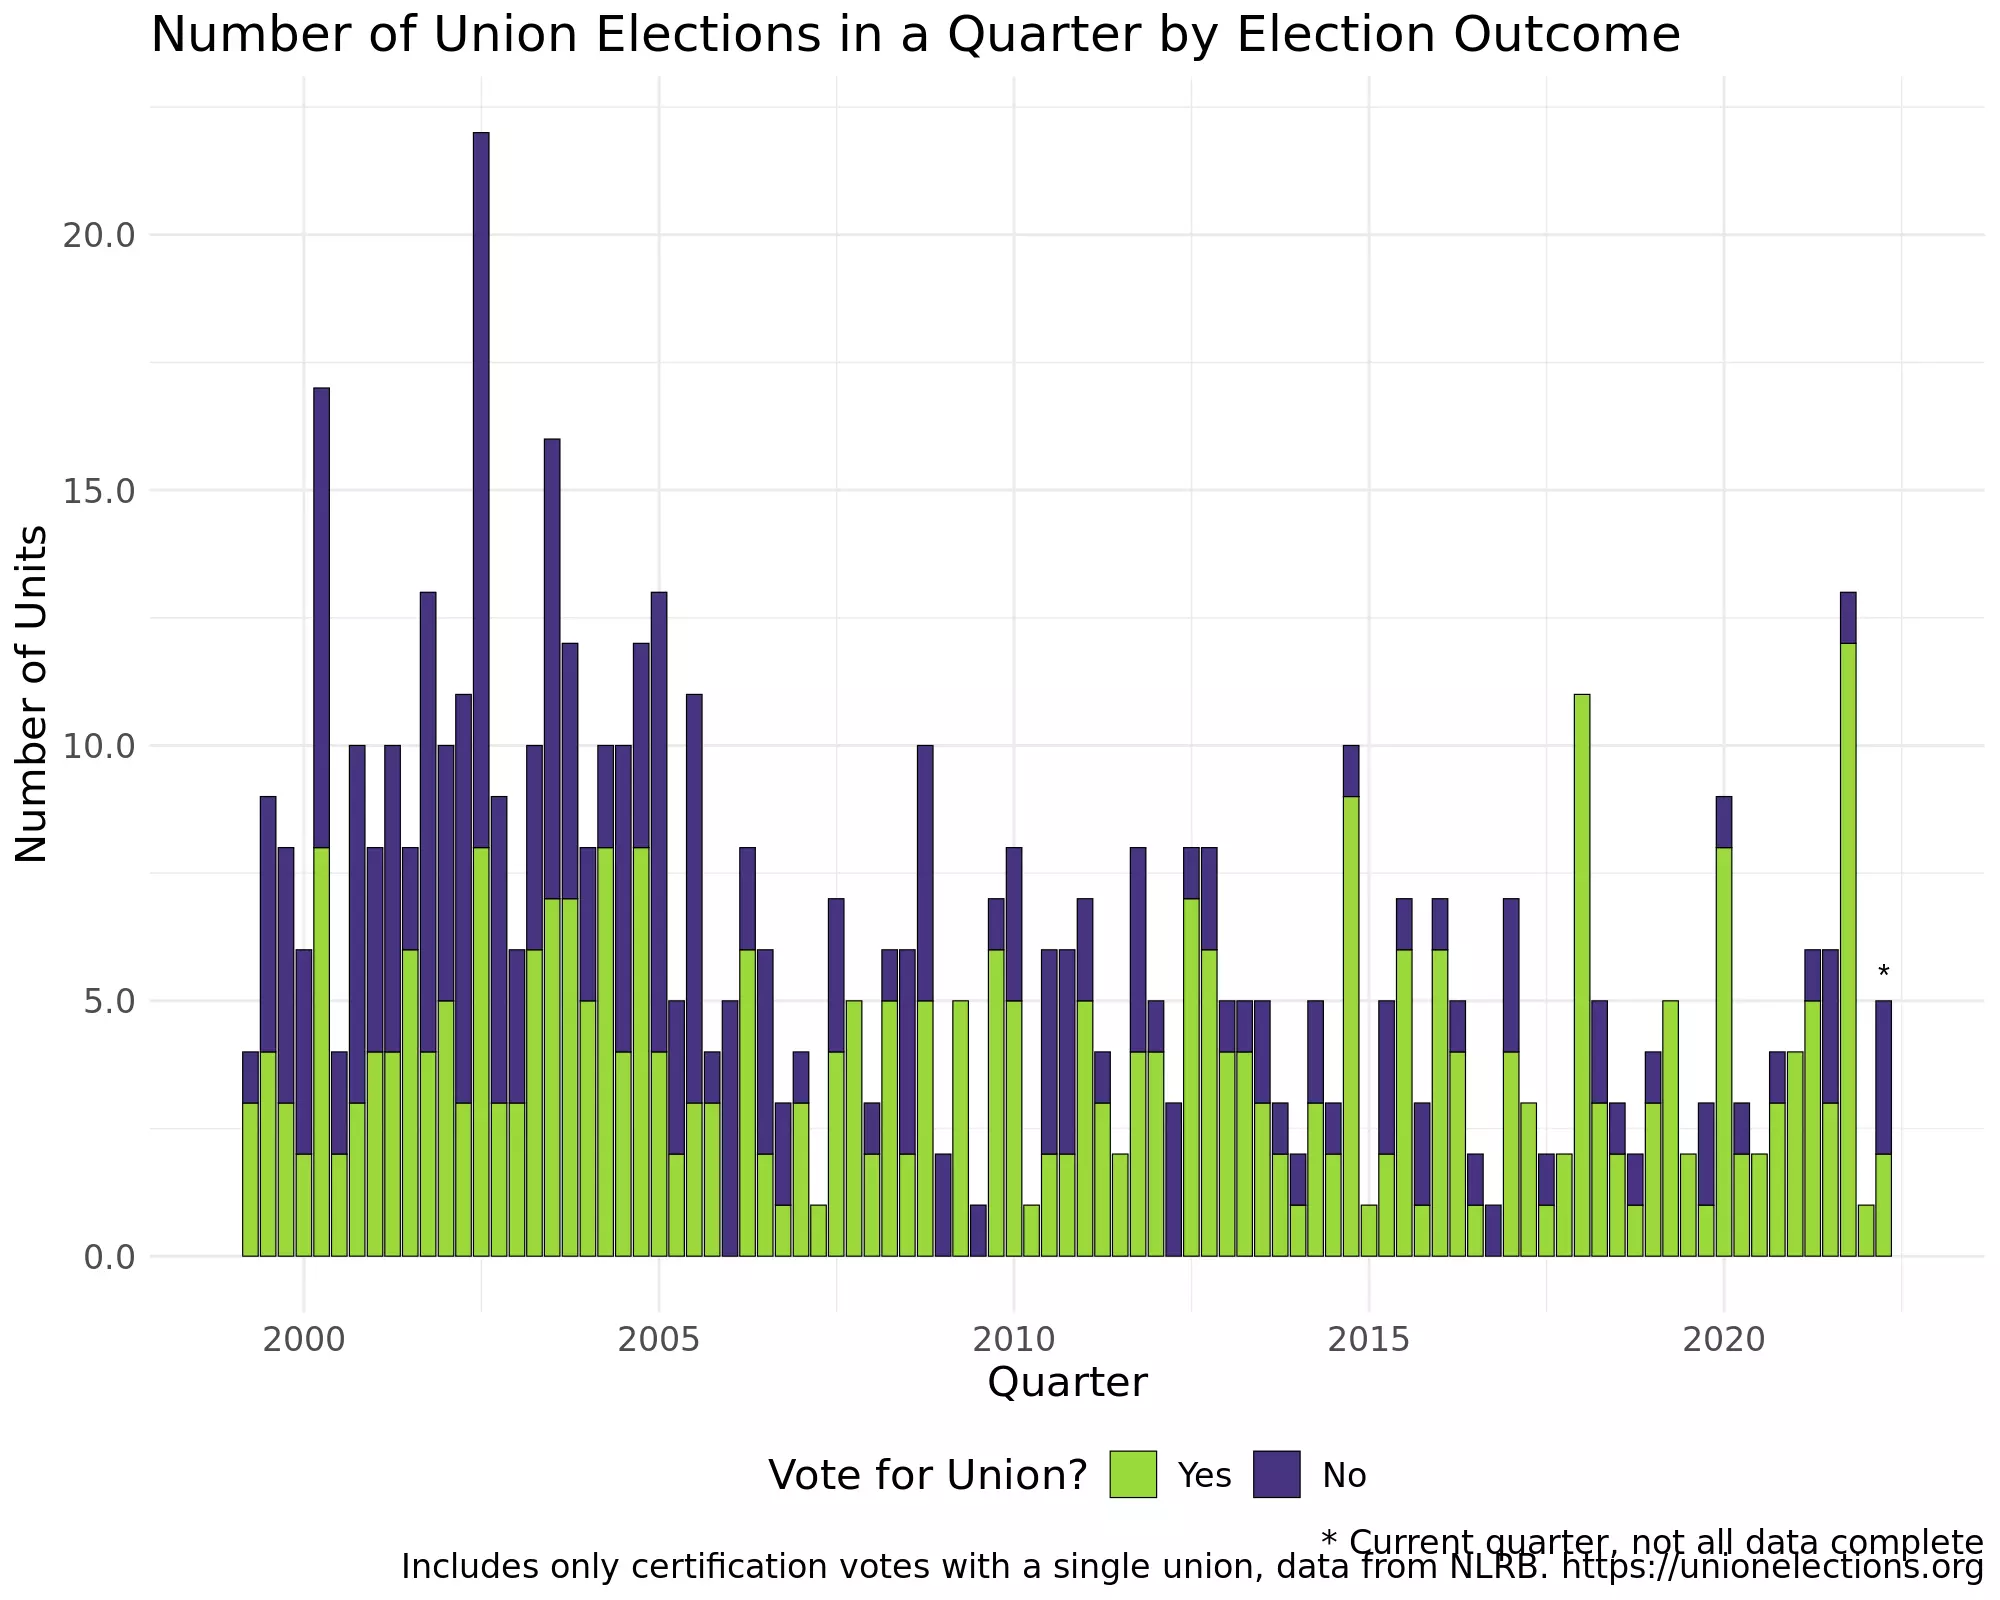 Number of Union Elections in a Quarter by Election Outcome
Number of Units
20.0
15.0
10.0
5.0
0.0
*
2000 2005 2010 2015 2020
Quarter
Vote for Union? Yes No
* Current quarter, not all data complete
Includes only certification votes with a single union, data from NLRB. https://unionelections.org